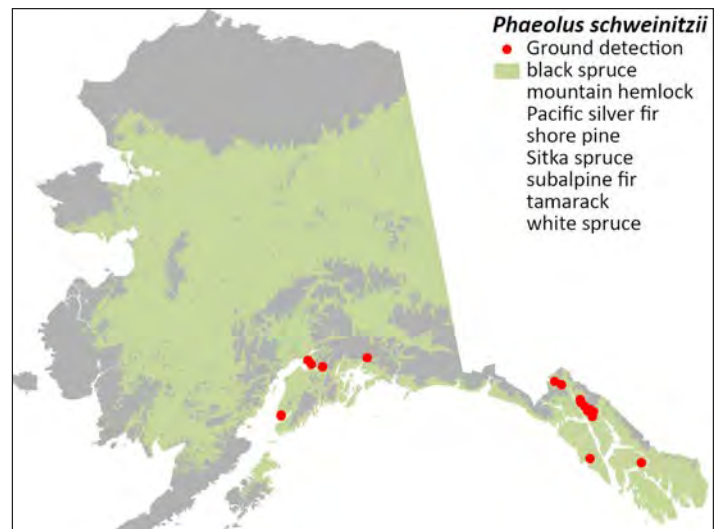 Phaeolus schweinitzii
Ground detection
black spruce
mountain hemlock
Pacific silver fir
shore pine
Sitka spruce
subalpine fir
tamarack
white spruce